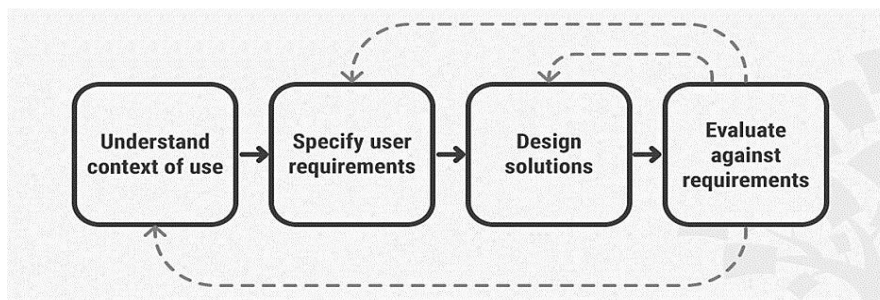 Understand
context of use
Specify user
requirements
Design
solutions
Evaluate
against
requirements